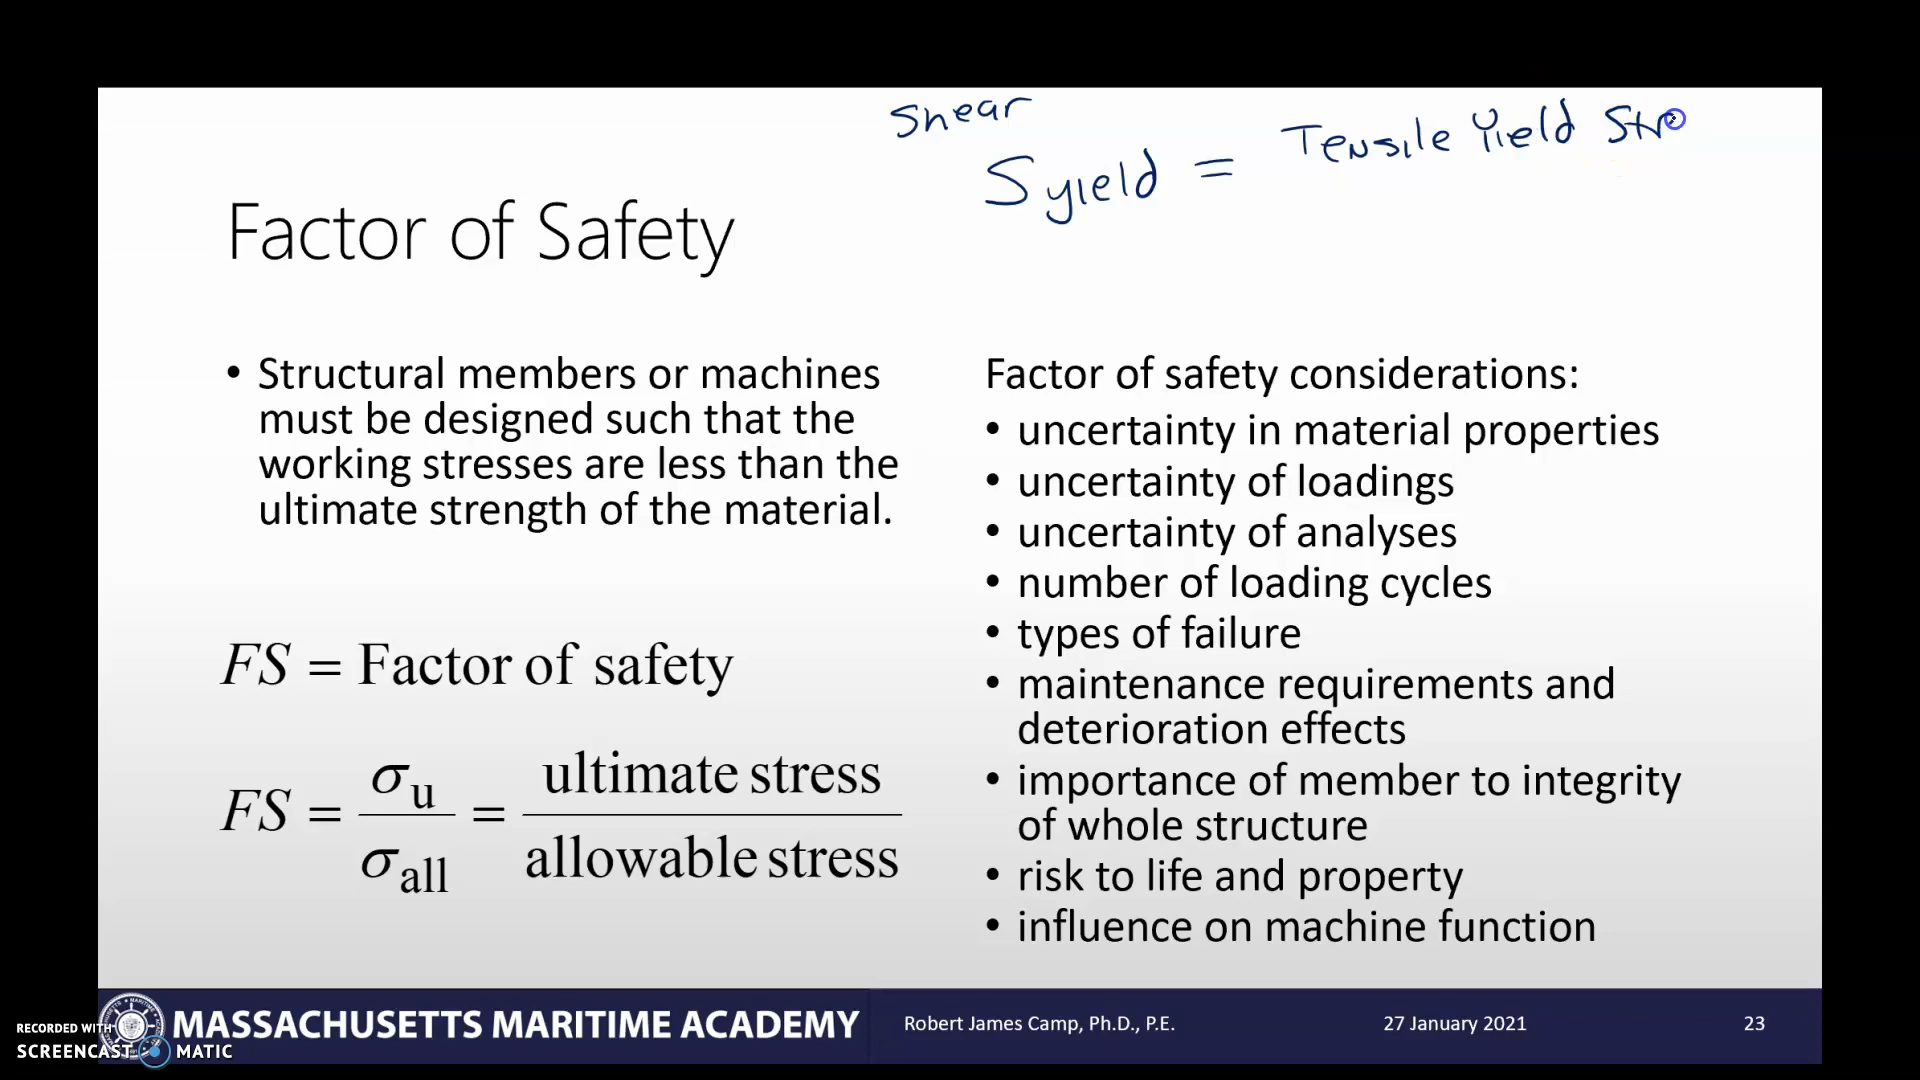 Shear
Syield = Tensile Yield Str
Factor of Safety
• Structural members or machines
must be designed such that the
working stresses are less than the
ultimate strength of the material.
FS = Factor of safety
FS = σu / σall = ultimate stress / allowable stress
Factor of safety considerations:
• uncertainty in material properties
• uncertainty of loadings
• uncertainty of analyses
• number of loading cycles
• types of failure
• maintenance requirements and
deterioration effects
• importance of member to integrity
of whole structure
• risk to life and property
• influence on machine function
MASSACHUSETTS MARITIME ACADEMY
Robert James Camp, Ph.D., P.E.
27 January 2021
23
RECORDED WITH
SCREENCAST MATIC